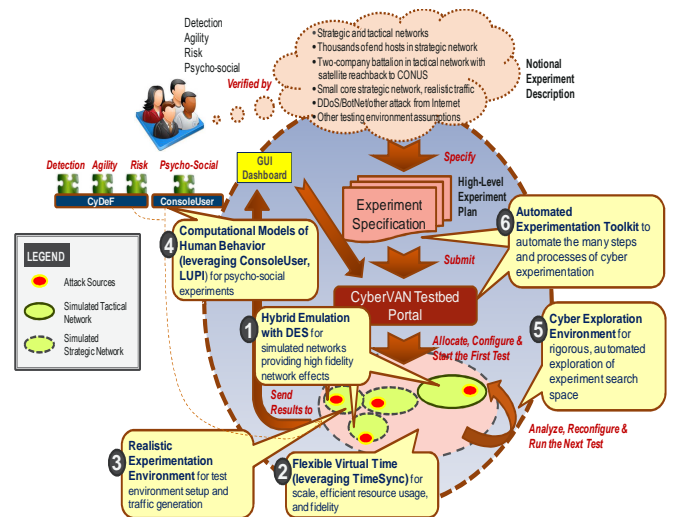 Detection
Agility
Risk
Psycho-social
Verified by
• Strategic and tactical networks
• Thousands of end hosts in strategic network
• Two-company battalion in tactical network with
satellite reachback to CONUS
• Small core strategic network, realistic traffic
• DDoS/BotNet/other attack from Internet
• Other testing environment assumptions
Notional
Experiment
Description
Specify
Detection
Agility
Risk
Psycho-Social
CyDeF
ConsoleUser
GUI
Dashboard
Experiment
Specification
High-Level
Experiment
Plan
Submit
6
Automated
Experimentation Toolkit to
automate the many steps
and processes of cyber
experimentation
4
Computational Models of
Human Behavior
(leveraging ConsoleUser,
LUPI) for psycho-social
experiments
CyberVAN Testbed
Portal
LEGEND
Attack Sources
Simulated Tactical
Network
Simulated
Strategic Network
1
Hybrid Emulation
with DES for
simulated networks
providing high fidelity
network effects
Allocate, Configure &
Start the First Test
5
Cyber Exploration
Environment for
rigorous, automated
exploration of
experiment search
space
Send
Results to
Analyze, Reconfigure &
Run the Next Test
3
Realistic
Experimentation
Environment for test
environment setup and
traffic generation
2
Flexible Virtual Time
(leveraging TimeSync) for
scale, efficient resource usage,
and fidelity